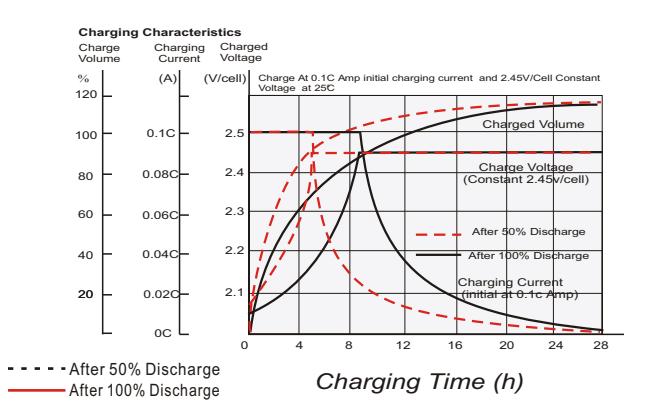 Charging Characteristics
Charge Volume
Charging Current
Charged Voltage
%
(A)
(V/cell)
Charge At 0.1C Amp initial charging current and 2.45V/Cell Constant
Voltage at 25C
120
100
80
60
40
20
0.1C
0.08C
0.06C
0.04C
0.02C
0C
2.5
2.4
2.3
2.2
2.1
Charged Volume
Charge Voltage
(Constant 2.45v/cell)
After 50% Discharge
After 100% Discharge
Charging Current
(initial at 0.1c Amp)
0 4 8 12 16 20 24 28
After 50% Discharge
After 100% Discharge
Charging Time (h)